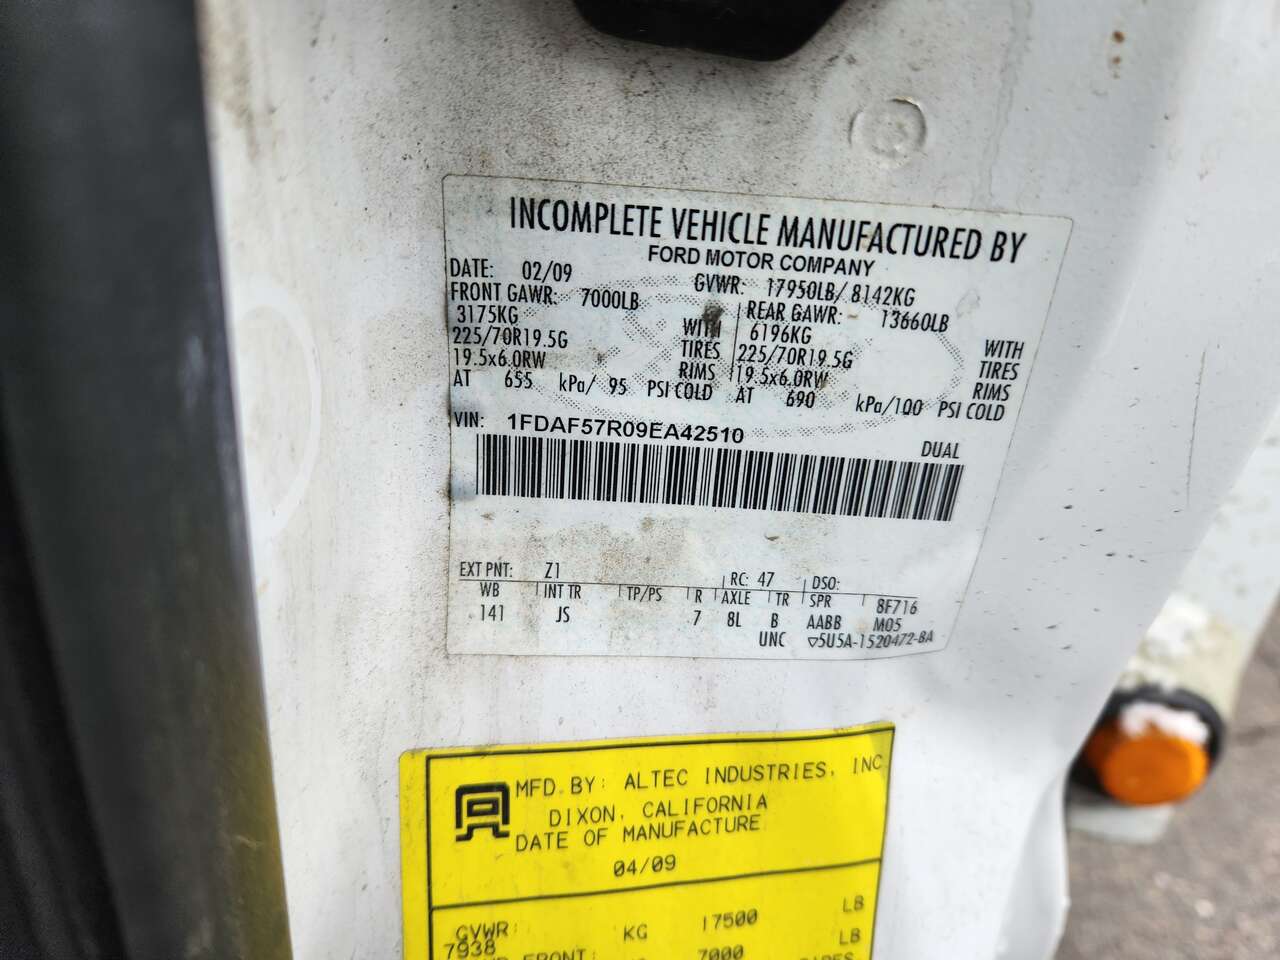 INCOMPLETE VEHICLE MANUFACTURED BY
FORD MOTOR COMPANY
DATE: 02/09 GVWR: 17950LB/ 8142KG
FRONT GAWR: 7000LB REAR GAWR: 13660LB
3175KG WITH 6196KG WITH
225/70R19.5G TIRES 225/70R19.5G TIRES
19.5x6.0RW RIMS 19.5x6.0RW RIMS
AT 655 kPa/ 95 PSI COLD AT 690 kPa/100 PSI COLD
VIN: 1FDAF57R09EA42510
DUAL
EXT PNT: Z1 RC: 47 DSO:
WB INT TR TP/PS R AXLE TR SPR 8F716
141 JS 7 8L B AABB M05
UNC ▽5U5A-1520472-BA
MFD. BY: ALTEC INDUSTRIES, INC
DIXON, CALIFORNIA
DATE OF MANUFACTURE
04/09
GVWR: KG 17500 LB
7938
FRONT: 7000 LB